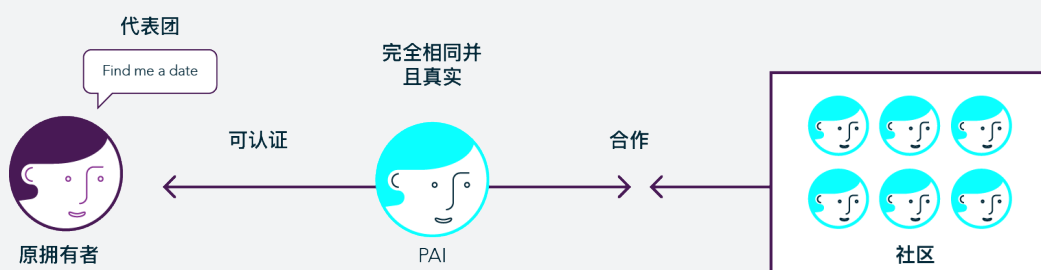 代表团
Find me a date
完全相同并
且真实
可认证
合作
原拥有者
PAI
社区